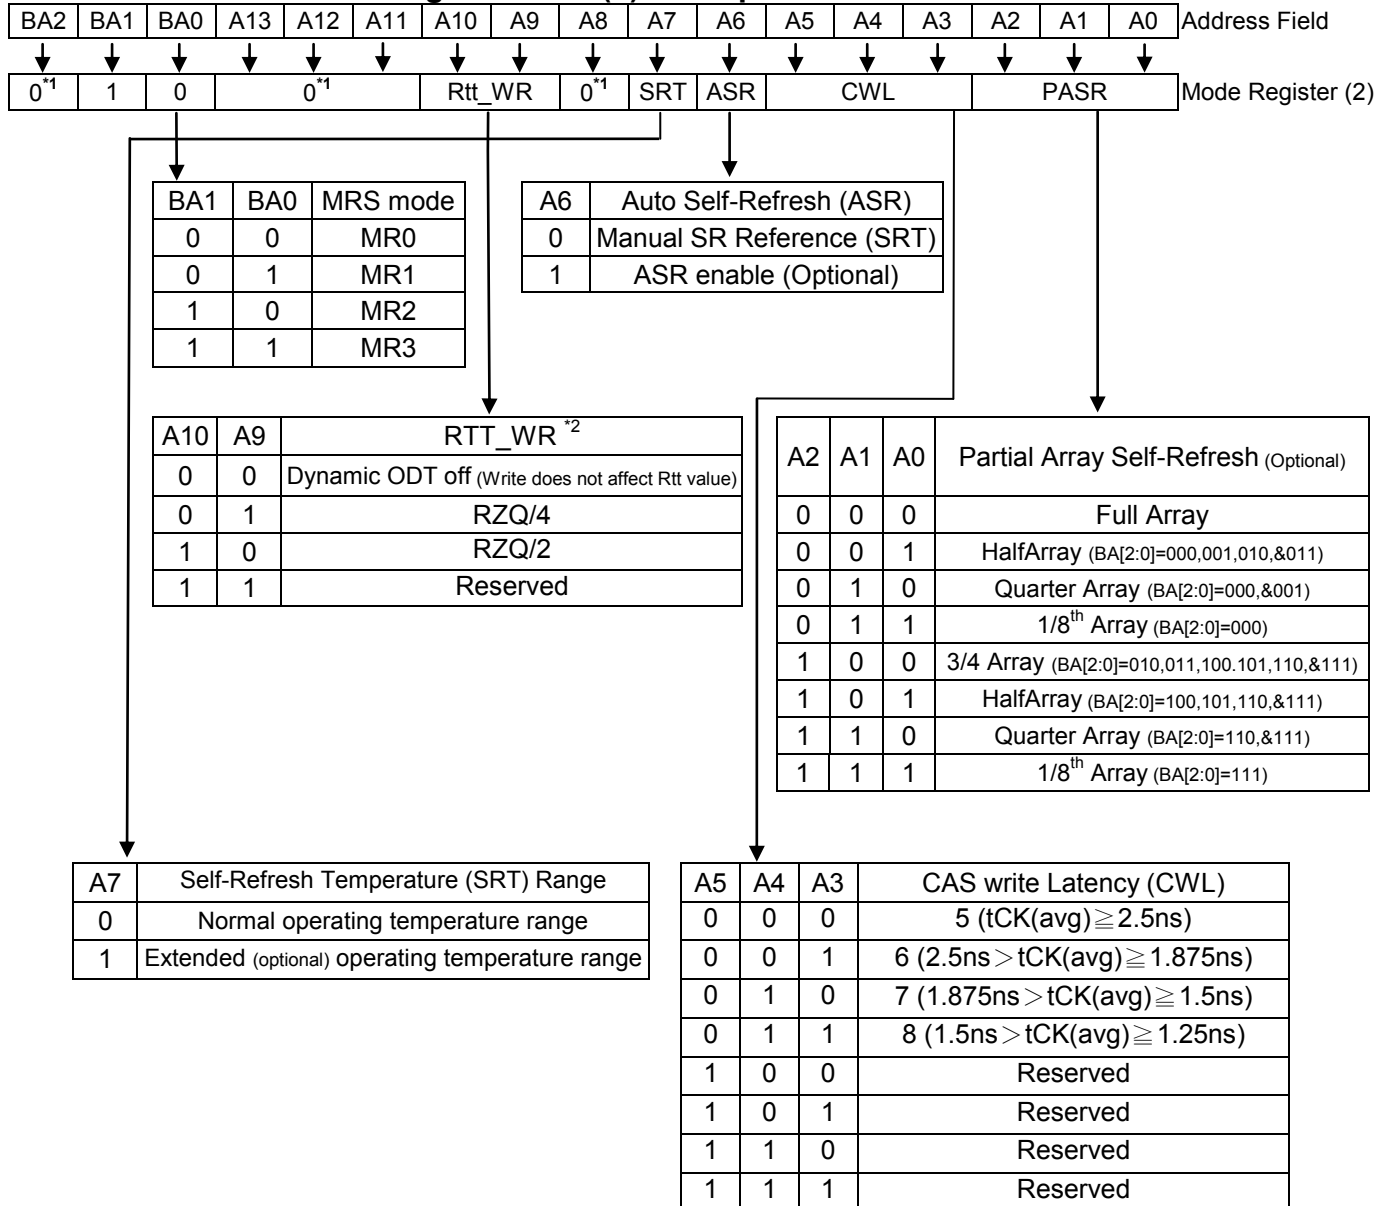 BA2 BA1 BA0 A13 A12 A11 A10 A9 A8 A7 A6 A5 A4 A3 A2 A1 A0 Address Field
0*1 1 0 0*1 Rtt_WR 0*1 SRT ASR CWL PASR Mode Register (2)
BA1 BA0 MRS mode
0 0 MR0
0 1 MR1
1 0 MR2
1 1 MR3
A6 Auto Self-Refresh (ASR)
0 Manual SR Reference (SRT)
1 ASR enable (Optional)
A10 A9 RTT_WR *2
0 0 Dynamic ODT off (Write does not affect Rtt value)
0 1 RZQ/4
1 0 RZQ/2
1 1 Reserved
A2 A1 A0 Partial Array Self-Refresh (Optional)
0 0 0 Full Array
0 0 1 HalfArray (BA[2:0]=000,001,010,&011)
0 1 0 Quarter Array (BA[2:0]=000,&001)
0 1 1 1/8th Array (BA[2:0]=000)
1 0 0 3/4 Array (BA[2:0]=010,011,100.101,110,&111)
1 0 1 HalfArray (BA[2:0]=100,101,110,&111)
1 1 0 Quarter Array (BA[2:0]=110,&111)
1 1 1 1/8th Array (BA[2:0]=111)
A7 Self-Refresh Temperature (SRT) Range
0 Normal operating temperature range
1 Extended (optional) operating temperature range
A5 A4 A3 CAS write Latency (CWL)
0 0 0 5 (tCK(avg)≧2.5ns)
0 0 1 6 (2.5ns＞tCK(avg)≧1.875ns)
0 1 0 7 (1.875ns＞tCK(avg)≧1.5ns)
0 1 1 8 (1.5ns＞tCK(avg)≧1.25ns)
1 0 0 Reserved
1 0 1 Reserved
1 1 0 Reserved
1 1 1 Reserved